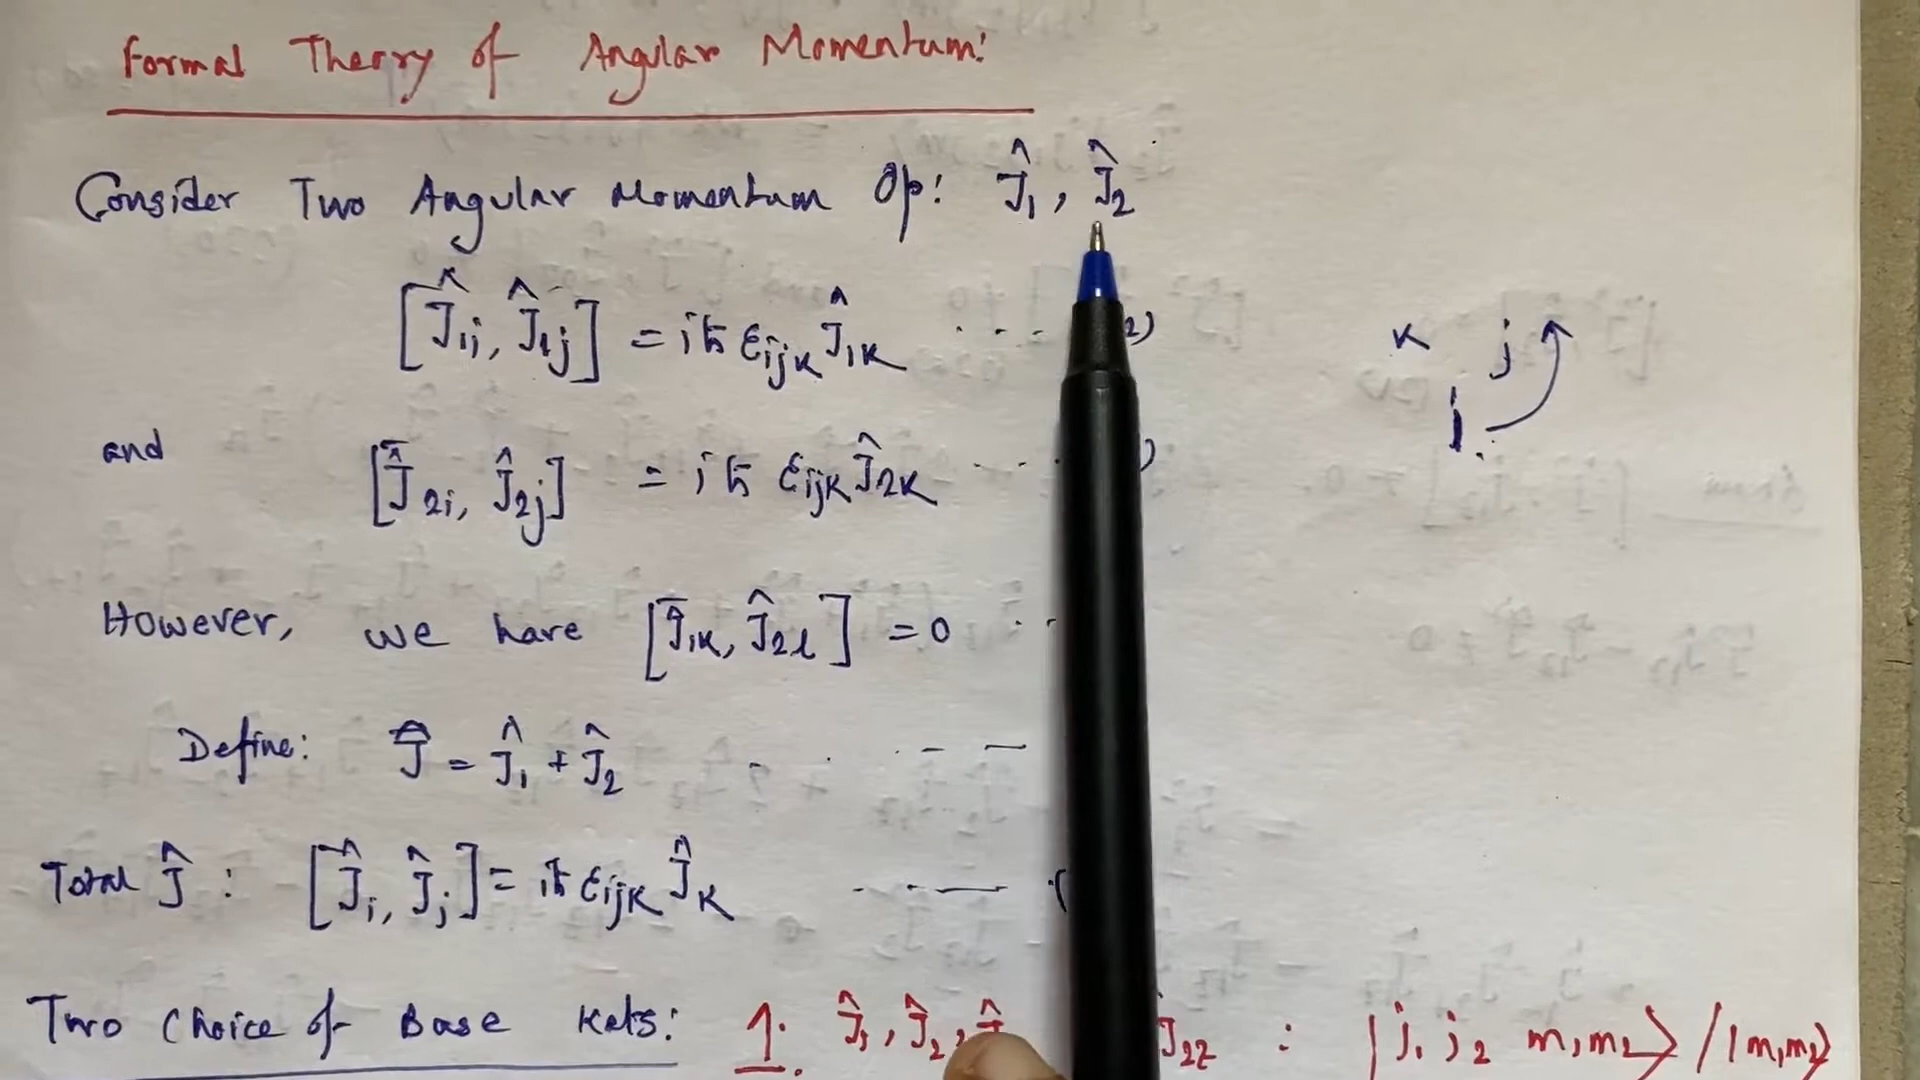 Formal Theory of Angular Momentum:
Consider Two Angular Momentum Op: Ĵ₁, Ĵ₂
[Ĵ₁ᵢ, Ĵ₁ⱼ] = iħ εᵢⱼₖ Ĵ₁ₖ ... 2)
k j
i
and [Ĵ₂ᵢ, Ĵ₂ⱼ] = iħ εᵢⱼₖ Ĵ₂ₖ ... )
However, we have [Ĵ₁ₖ, Ĵ₂ₗ] = 0 ..
Define: Ĵ = Ĵ₁ + Ĵ₂
Total Ĵ : [Ĵᵢ, Ĵⱼ] = iħ εᵢⱼₖ Ĵₖ ... (
Two Choice of Base Kets: 1. Ĵ₁, Ĵ₂, Ĵ J₂z : |j₁ j₂ m₁m₂⟩ / |m₁m₂⟩